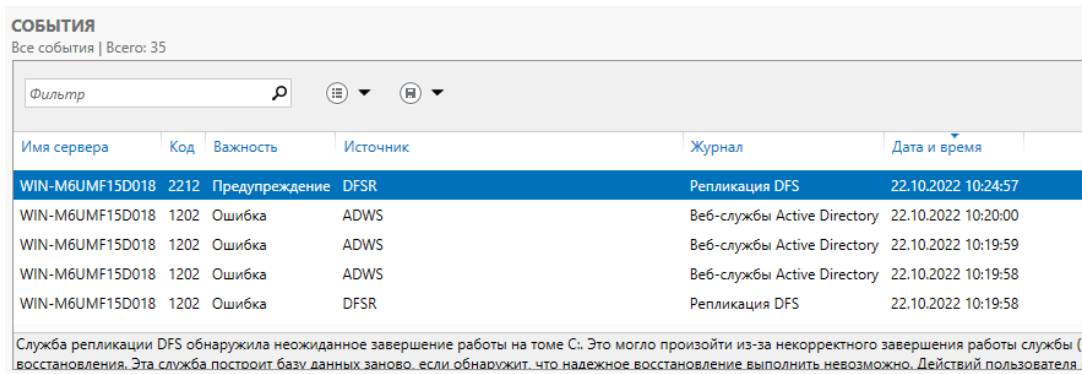 СОБЫТИЯ
Все события | Всего: 35
Фильтр
Имя сервера Код Важность Источник Журнал Дата и время
WIN-M6UMF15D018 2212 Предупреждение DFSR Репликация DFS 22.10.2022 10:24:57
WIN-M6UMF15D018 1202 Ошибка ADWS Веб-службы Active Directory 22.10.2022 10:20:00
WIN-M6UMF15D018 1202 Ошибка ADWS Веб-службы Active Directory 22.10.2022 10:19:59
WIN-M6UMF15D018 1202 Ошибка ADWS Веб-службы Active Directory 22.10.2022 10:19:58
WIN-M6UMF15D018 1202 Ошибка DFSR Репликация DFS 22.10.2022 10:19:58
Служба репликации DFS обнаружила неожиданное завершение работы на томе C:. Это могло произойти из-за некорректного завершения работы службы (
восстановления. Эта служба построит базу данных заново, если обнаружит, что надежное восстановление выполнить невозможно. Действий пользователя